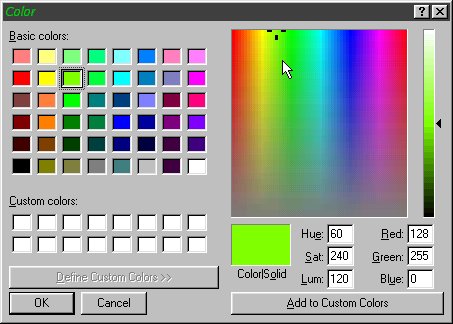 Color
Basic colors:
Custom colors:
Define Custom Colors >>
OK
Cancel
Color|Solid
Hue: 60
Sat: 240
Lum: 120
Red: 128
Green: 255
Blue: 0
Add to Custom Colors